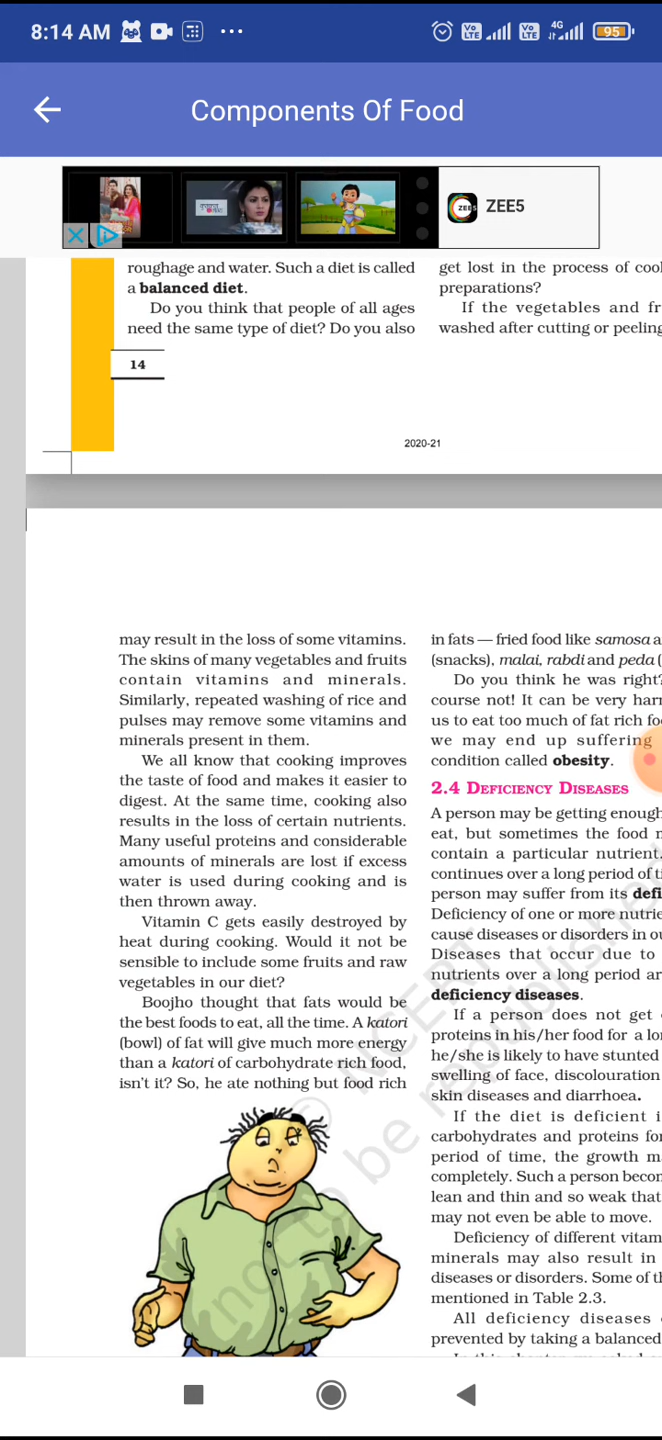 8:14 AM
Vo
LTE
Vo
LTE
4G
95
Components Of Food
ZEE5
roughage and water. Such a diet is called
a balanced diet.
Do you think that people of all ages
need the same type of diet? Do you also
14
get lost in the process of
preparations?
If the vegetables and
washed after cutting or peeling
2020-21
may result in the loss of some vitamins.
The skins of many vegetables and fruits
contain vitamins and minerals.
Similarly, repeated washing of rice and
pulses may remove some vitamins and
minerals present in them.
We all know that cooking improves
the taste of food and makes it easier to
digest. At the same time, cooking also
results in the loss of certain nutrients.
Many useful proteins and considerable
amounts of minerals are lost if excess
water is used during cooking and is
then thrown away.
Vitamin C gets easily destroyed by
heat during cooking. Would it not be
sensible to include some fruits and raw
vegetables in our diet?
Boojho thought that fats would be
the best foods to eat, all the time. A katori
(bowl) of fat will give much more energy
than a katori of carbohydrate rich food,
isn't it? So, he ate nothing but food rich
in fats — fried food like samosa
(snacks), malai, rabdi and peda
Do you think he was right?
course not! It can be very
us to eat too much of fat rich
we may end up suffering
condition called obesity.
2.4 DEFICIENCY DISEASES
A person may be getting enough
eat, but sometimes the food
contain a particular nutrient.
continues over a long period of
person may suffer from its
Deficiency of one or more
cause diseases or disorders in
Diseases that occur due to
nutrients over a long period
deficiency diseases.
If a person does not get
proteins in his/her food for a
he/she is likely to have stunted
swelling of face, discolouration
skin diseases and diarrhoea.
If the diet is deficient
carbohydrates and proteins
period of time, the growth
completely. Such a person
lean and thin and so weak that
may not even be able to move.
Deficiency of different
minerals may also result in
diseases or disorders. Some of
mentioned in Table 2.3.
All deficiency diseases
prevented by taking a balanced
© NCERT
not to be republished